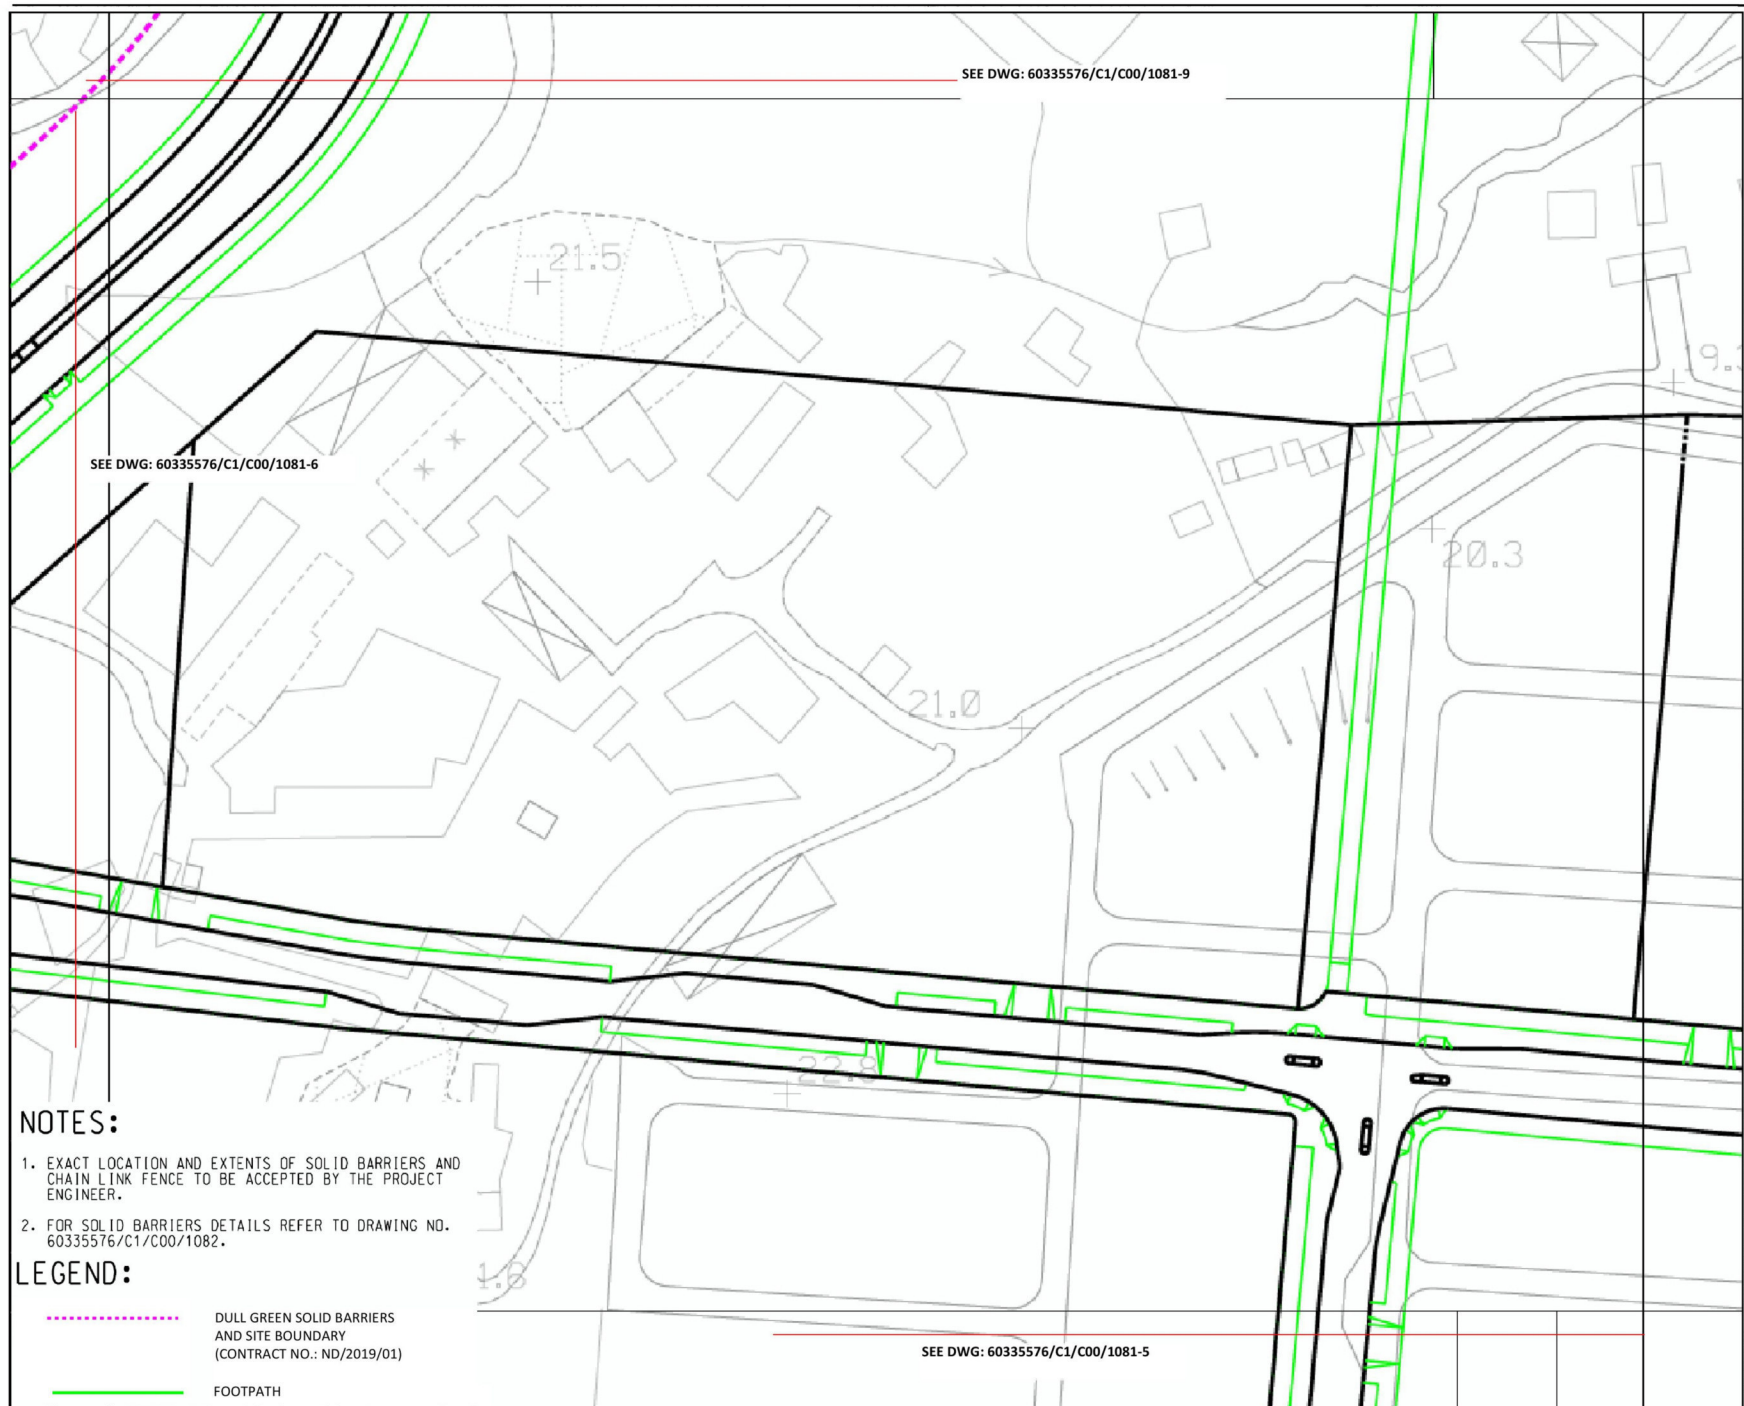 SEE DWG: 60335576/C1/C00/1081-9
21.5
19.
SEE DWG: 60335576/C1/C00/1081-6
20.3
21.0
22.8
NOTES:
1. EXACT LOCATION AND EXTENTS OF SOLID BARRIERS AND
CHAIN LINK FENCE TO BE ACCEPTED BY THE PROJECT
ENGINEER.
2. FOR SOLID BARRIERS DETAILS REFER TO DRAWING NO.
60335576/C1/C00/1082.
LEGEND:
1.6
DULL GREEN SOLID BARRIERS
AND SITE BOUNDARY
(CONTRACT NO.: ND/2019/01)
SEE DWG: 60335576/C1/C00/1081-5
FOOTPATH